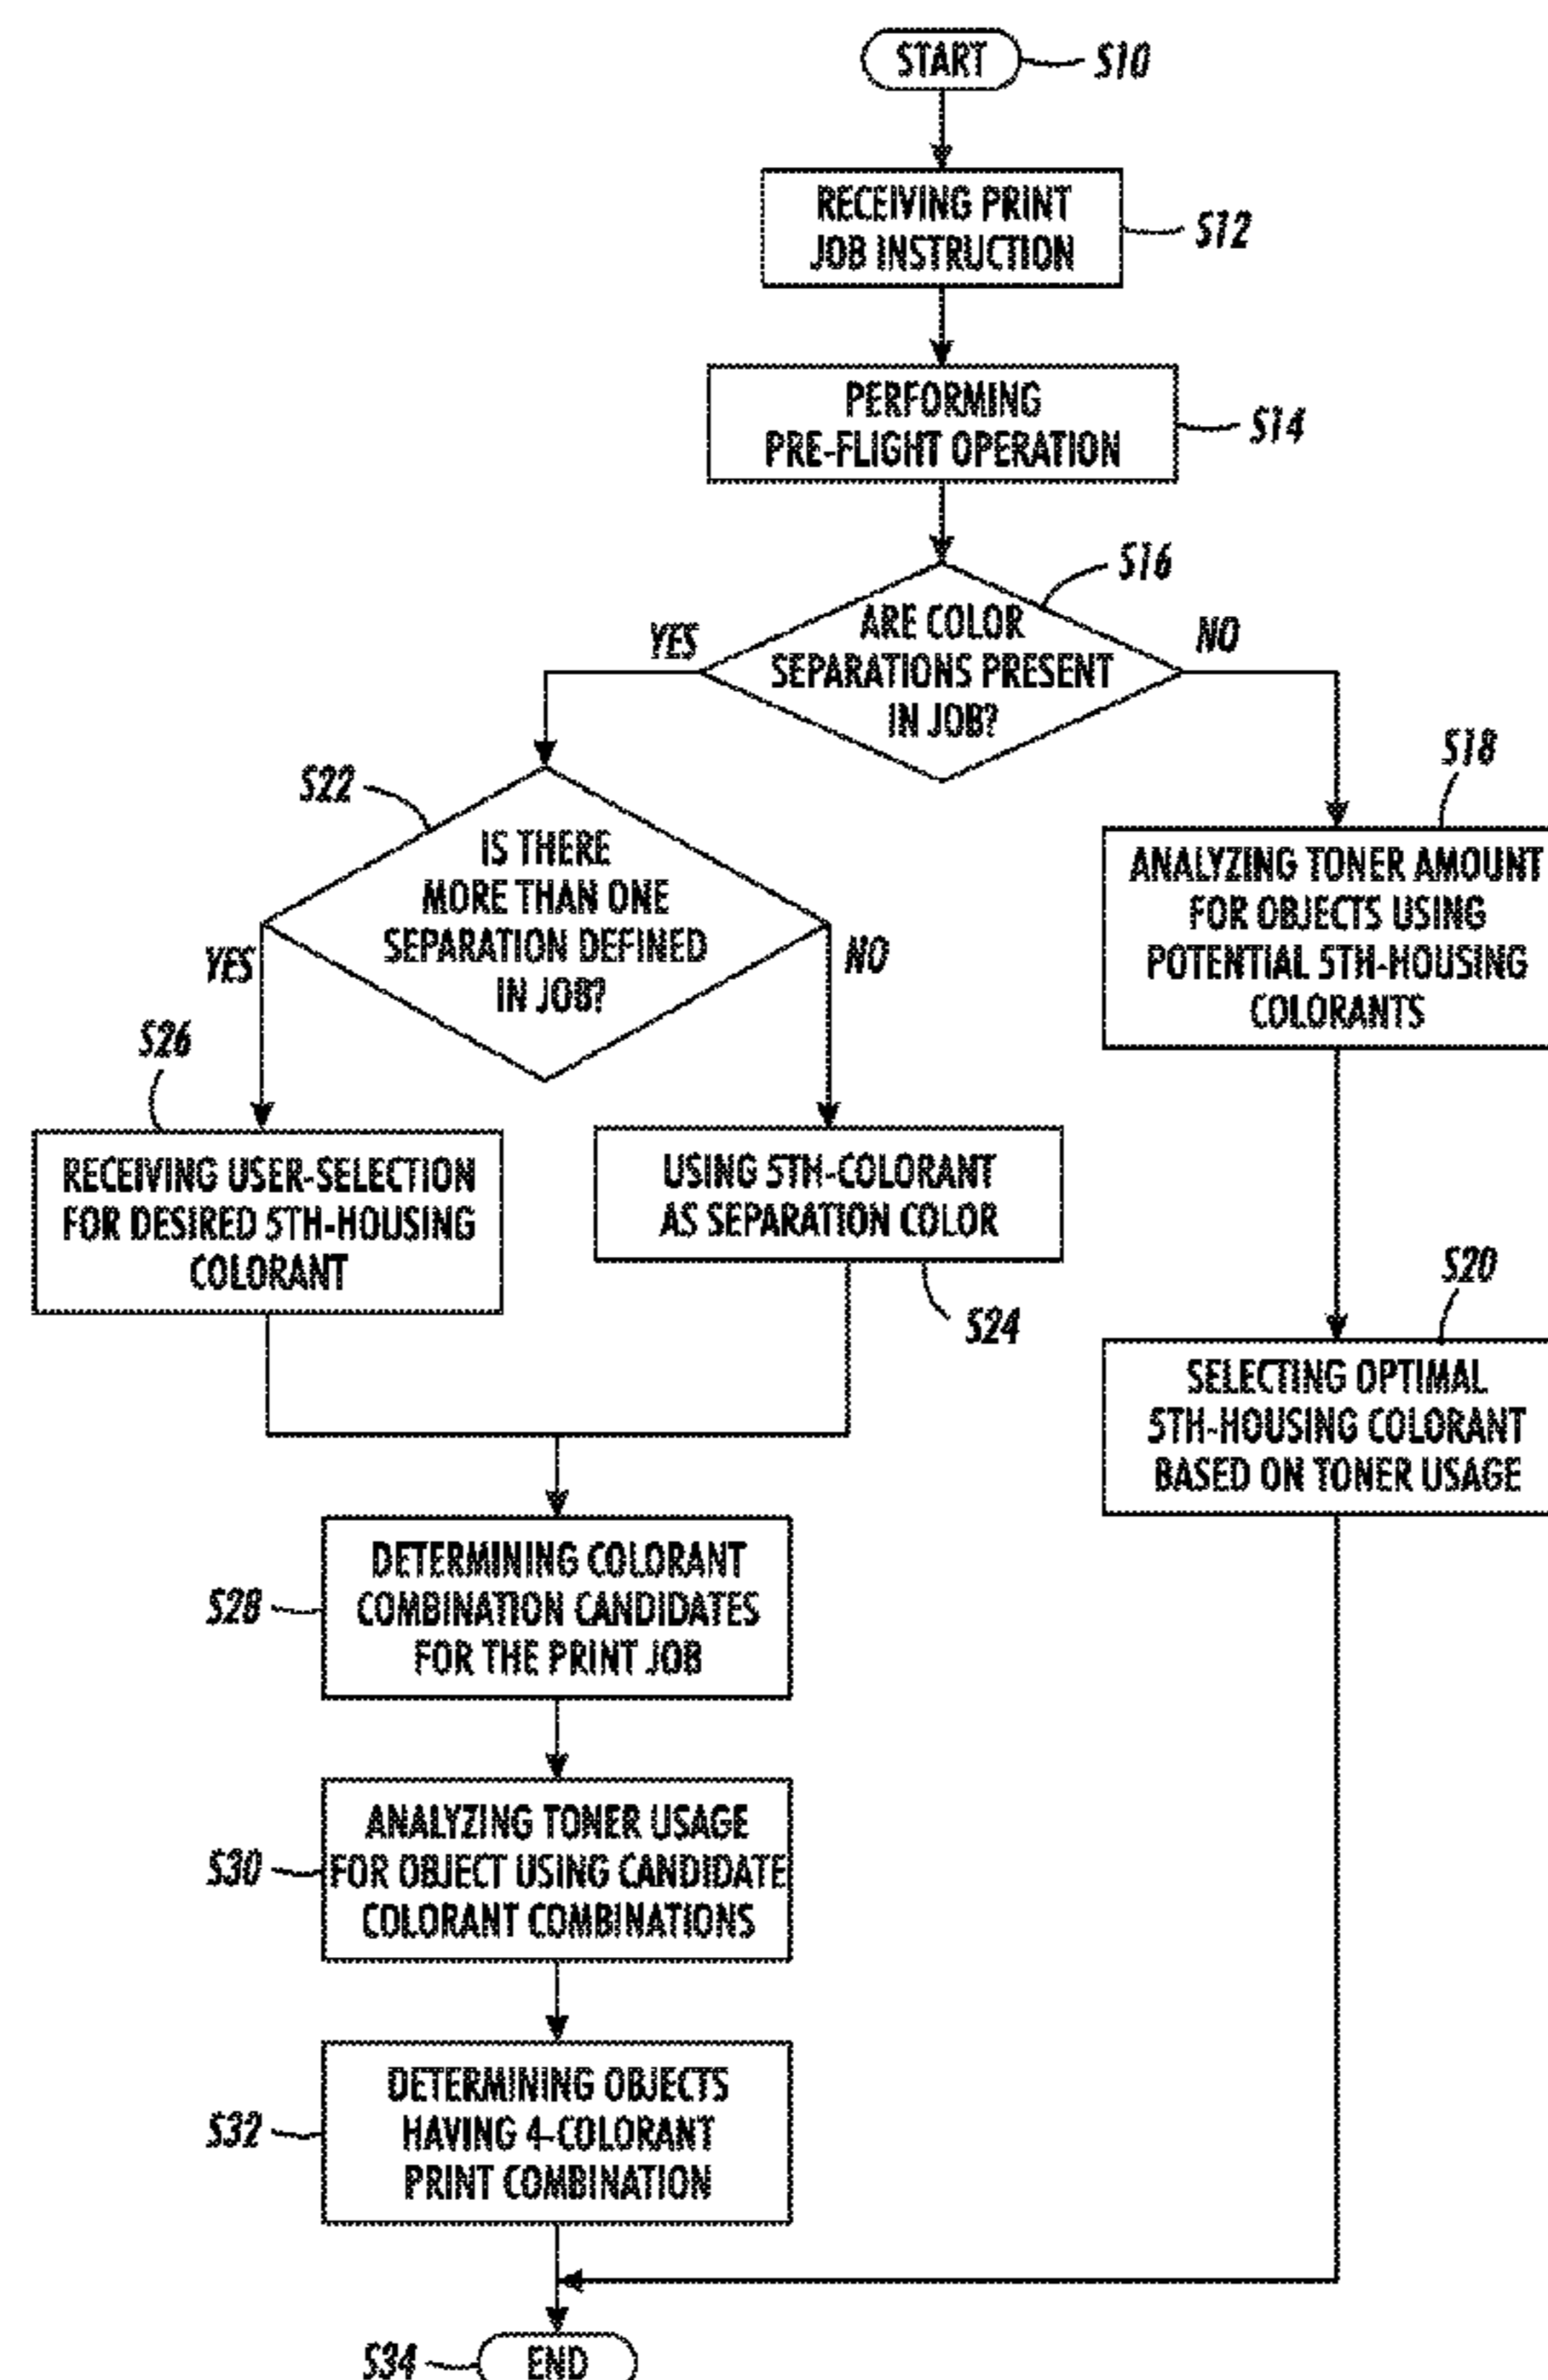 START
S10
RECEIVING PRINT
JOB INSTRUCTION
S12
PERFORMING
PRE-FLIGHT OPERATION
S14
S16
ARE COLOR
SEPARATIONS PRESENT
IN JOB?
YES
NO
S22
IS THERE
MORE THAN ONE
SEPARATION DEFINED
IN JOB?
YES
NO
S18
ANALYZING TONER AMOUNT
FOR OBJECTS USING
POTENTIAL 5TH-HOUSING
COLORANTS
S26
RECEIVING USER-SELECTION
FOR DESIRED 5TH-HOUSING
COLORANT
USING 5TH-COLORANT
AS SEPARATION COLOR
S24
S20
SELECTING OPTIMAL
5TH-HOUSING COLORANT
BASED ON TONER USAGE
S28
DETERMINING COLORANT
COMBINATION CANDIDATES
FOR THE PRINT JOB
S30
ANALYZING TONER USAGE
FOR OBJECT USING CANDIDATE
COLORANT COMBINATIONS
S32
DETERMINING OBJECTS
HAVING 4-COLORANT
PRINT COMBINATION
S34
END